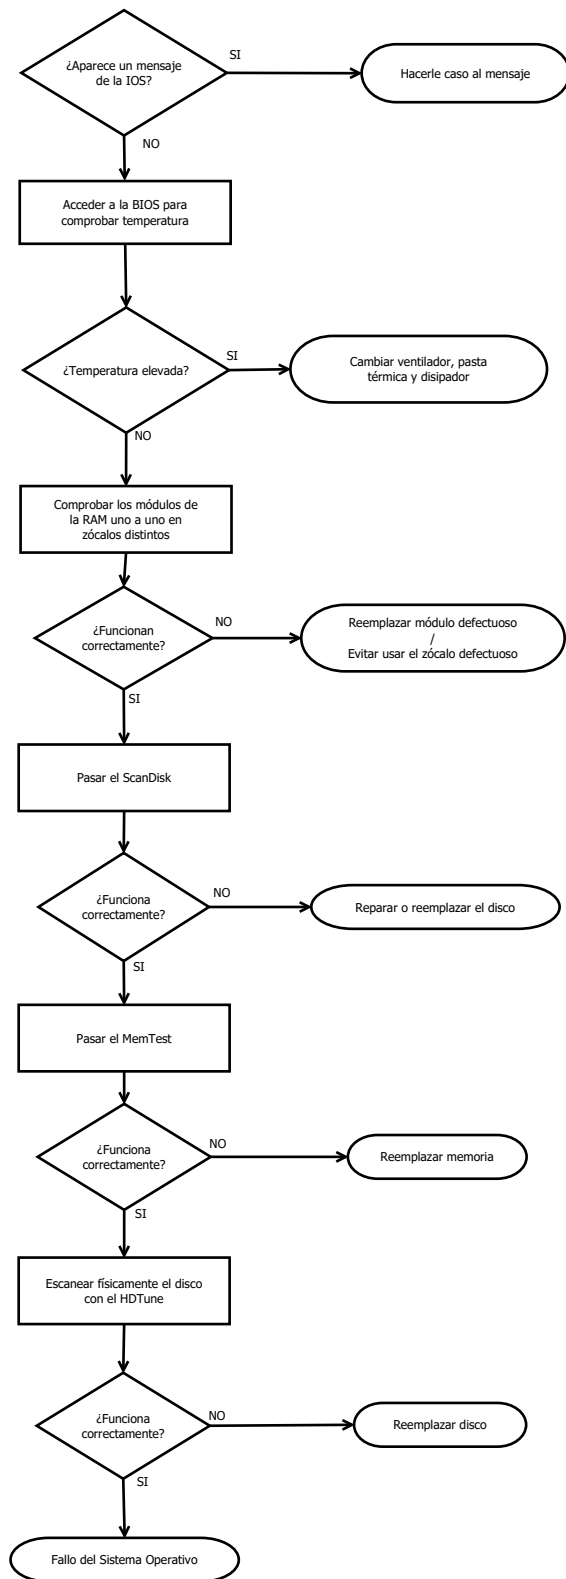 ¿Aparece un mensaje
de la IOS?
SI
Hacerle caso al mensaje
NO
Acceder a la BIOS para
comprobar temperatura
¿Temperatura elevada?
SI
Cambiar ventilador, pasta
térmica y disipador
NO
Comprobar los módulos de
la RAM uno a uno en
zócalos distintos
¿Funcionan
correctamente?
NO
Reemplazar módulo defectuoso
/
Evitar usar el zócalo defectuoso
SI
Pasar el ScanDisk
¿Funciona
correctamente?
NO
Reparar o reemplazar el disco
SI
Pasar el MemTest
¿Funciona
correctamente?
NO
Reemplazar memoria
SI
Escanear físicamente el disco
con el HDTune
¿Funciona
correctamente?
NO
Reemplazar disco
SI
Fallo del Sistema Operativo